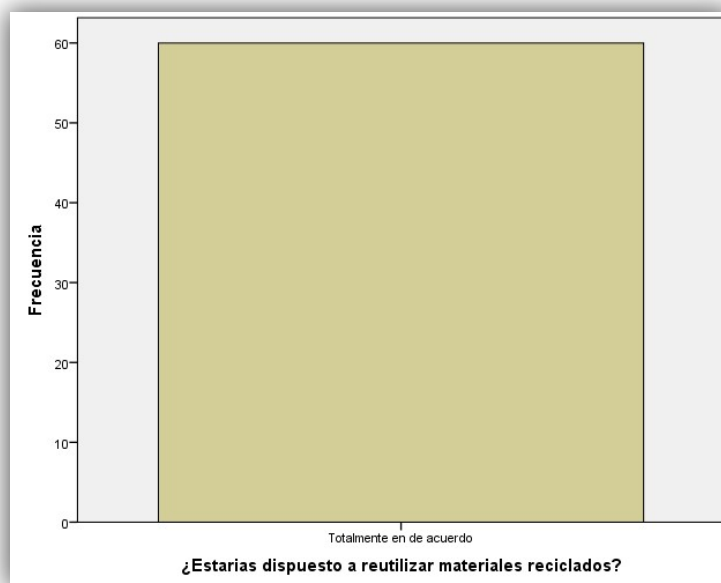 60
50
40
30
20
10
0
Frecuencia
Totalmente en de acuerdo
¿Estarias dispuesto a reutilizar materiales reciclados?